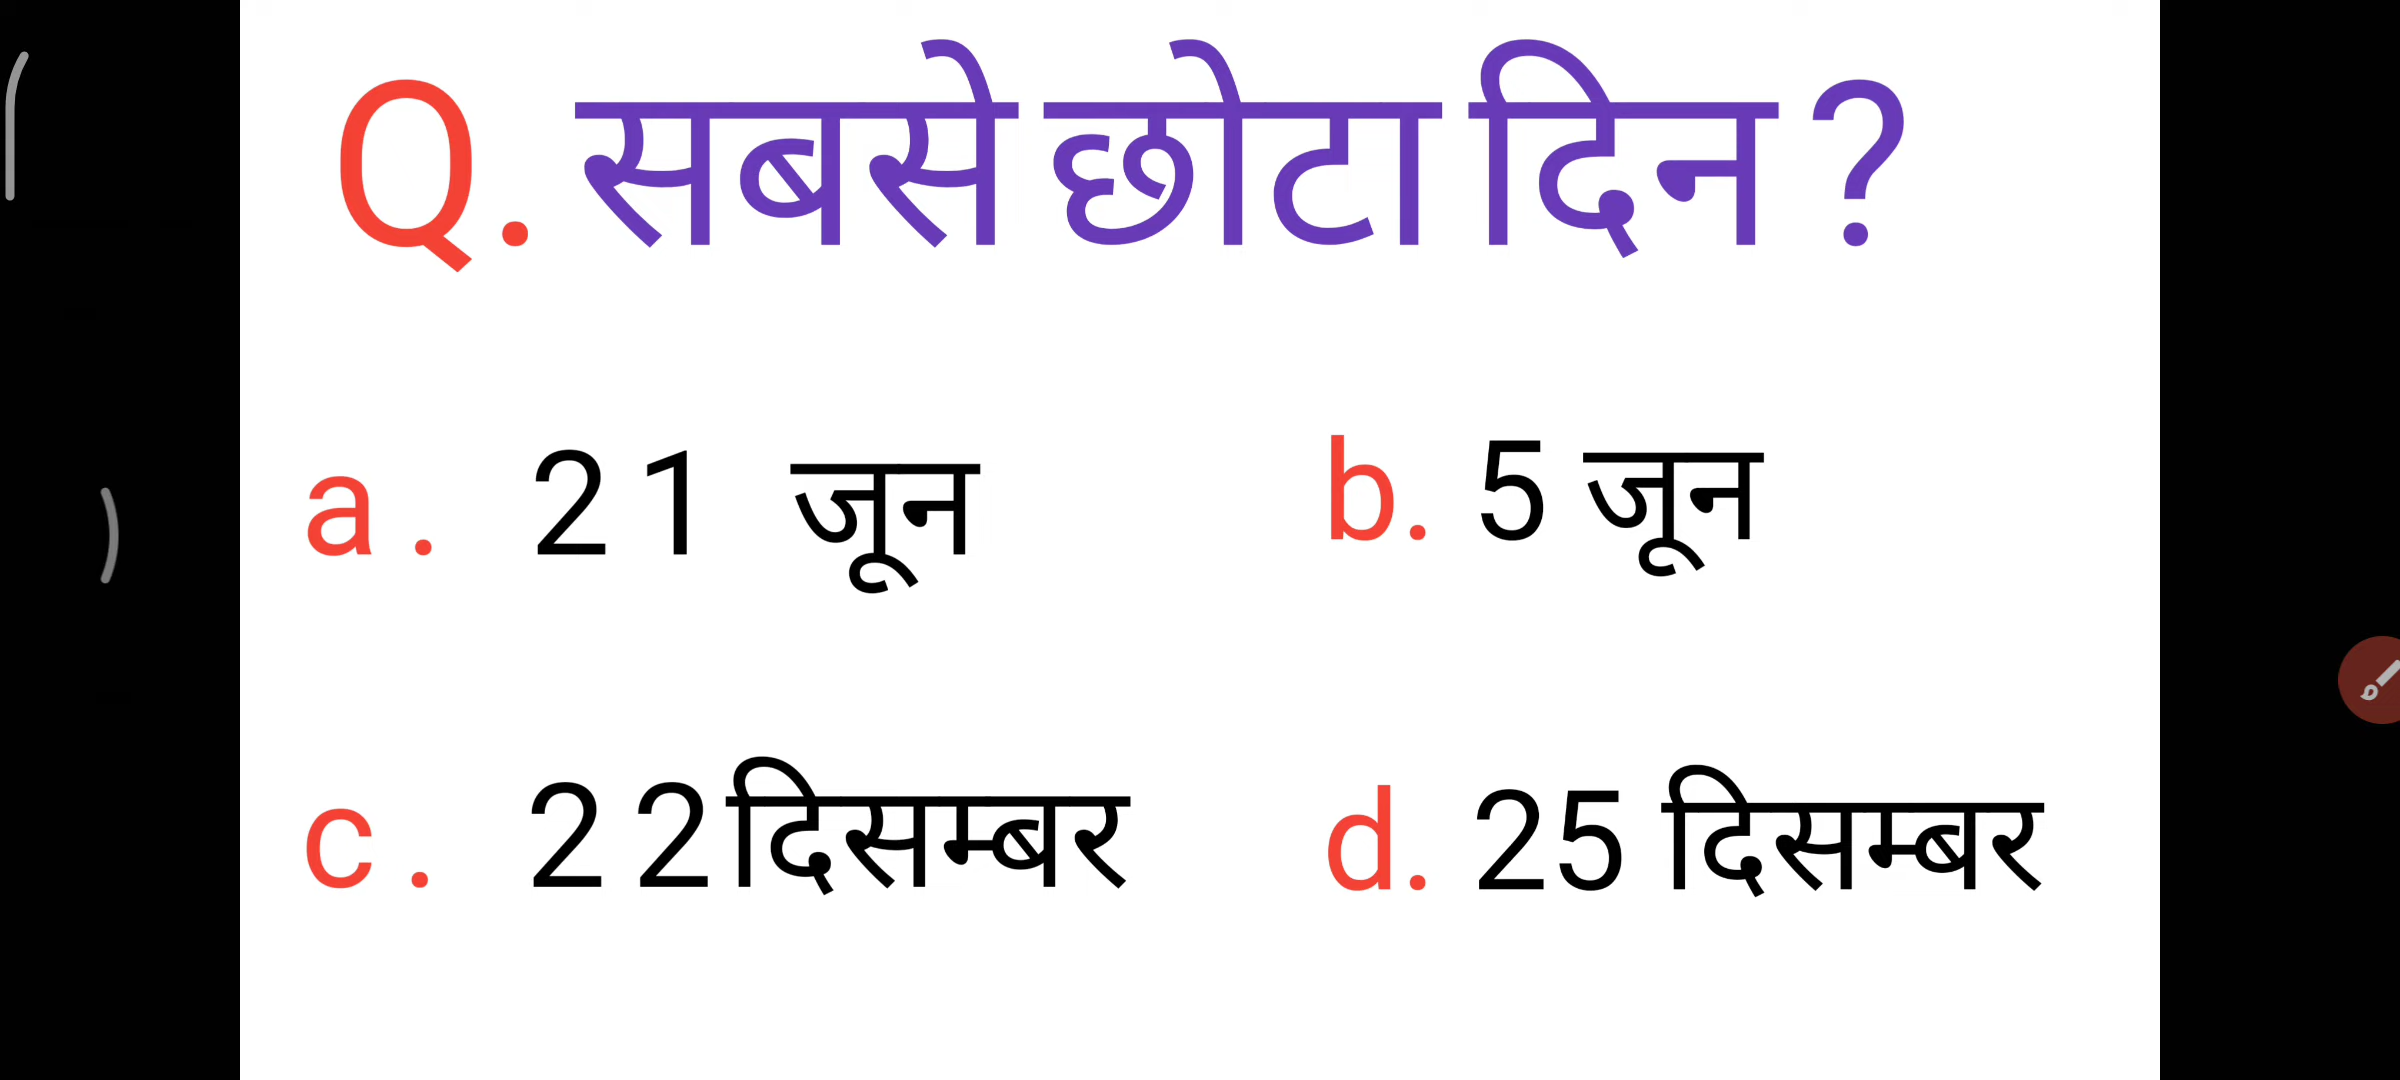 Q. सबसे छोटा दिन ?
a. 21 जून b. 5 जून
c. 22 दिसम्बर d. 25 दिसम्बर